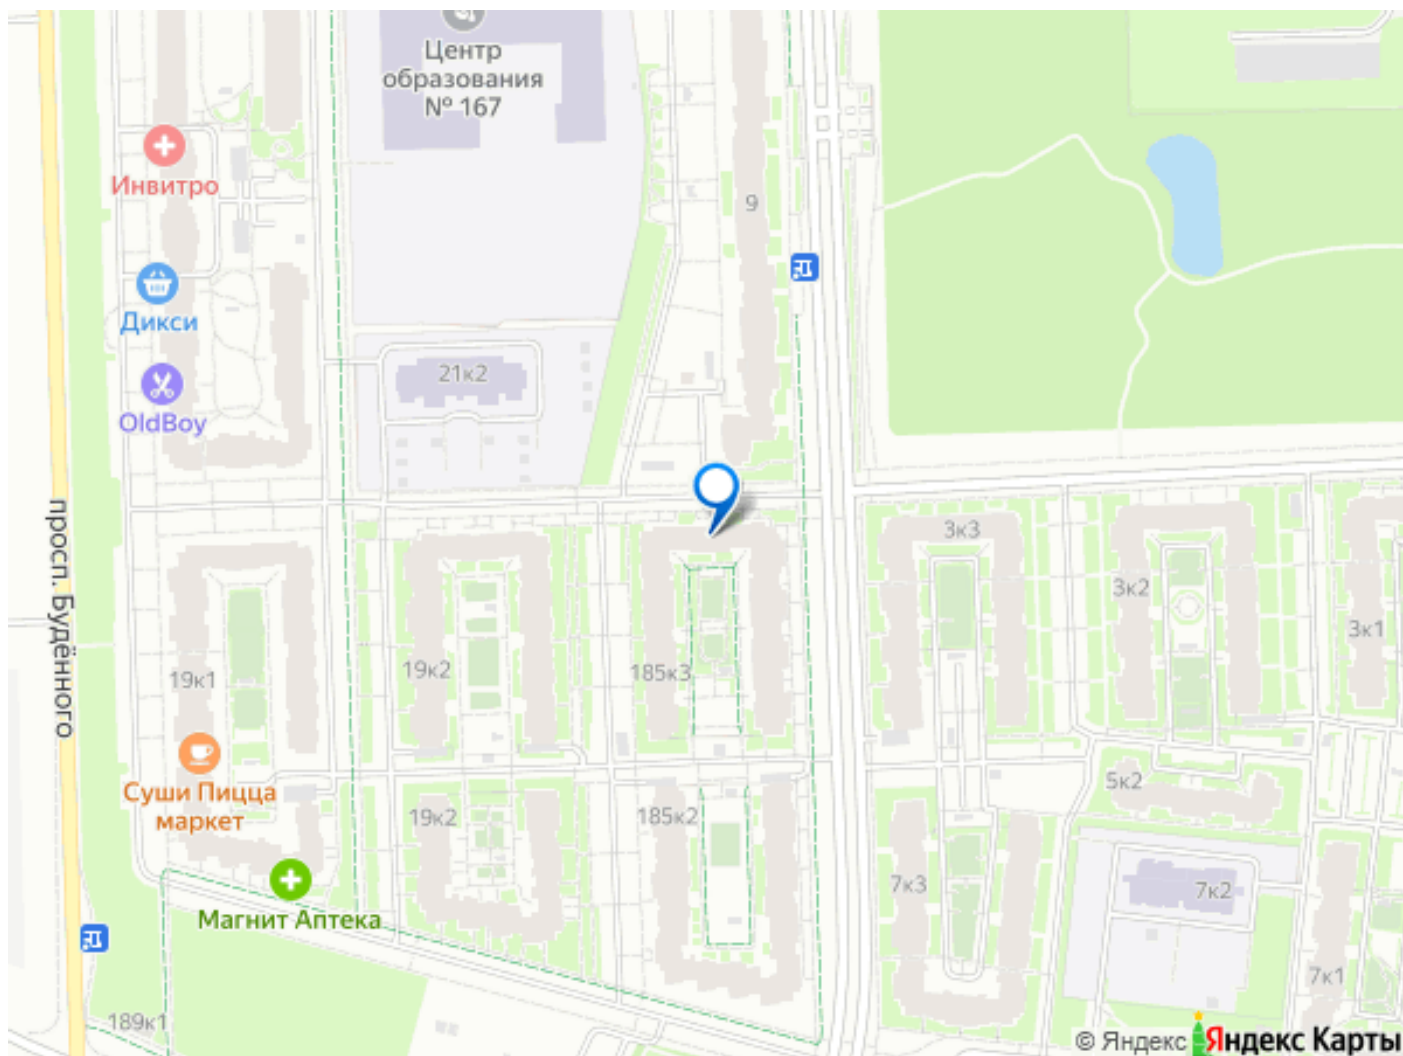 Центр
образования
№ 167
Инвитро
9
Дикси
21к2
OldBoy
просп. Будённого
3к3
3к2
3к1
19к1
19к2
185к3
Суши Пицца
маркет
19к2
185к2
5к2
7к3
7к2
Магнит Аптека
7к1
189к1
© Яндекс Яндекс Карты